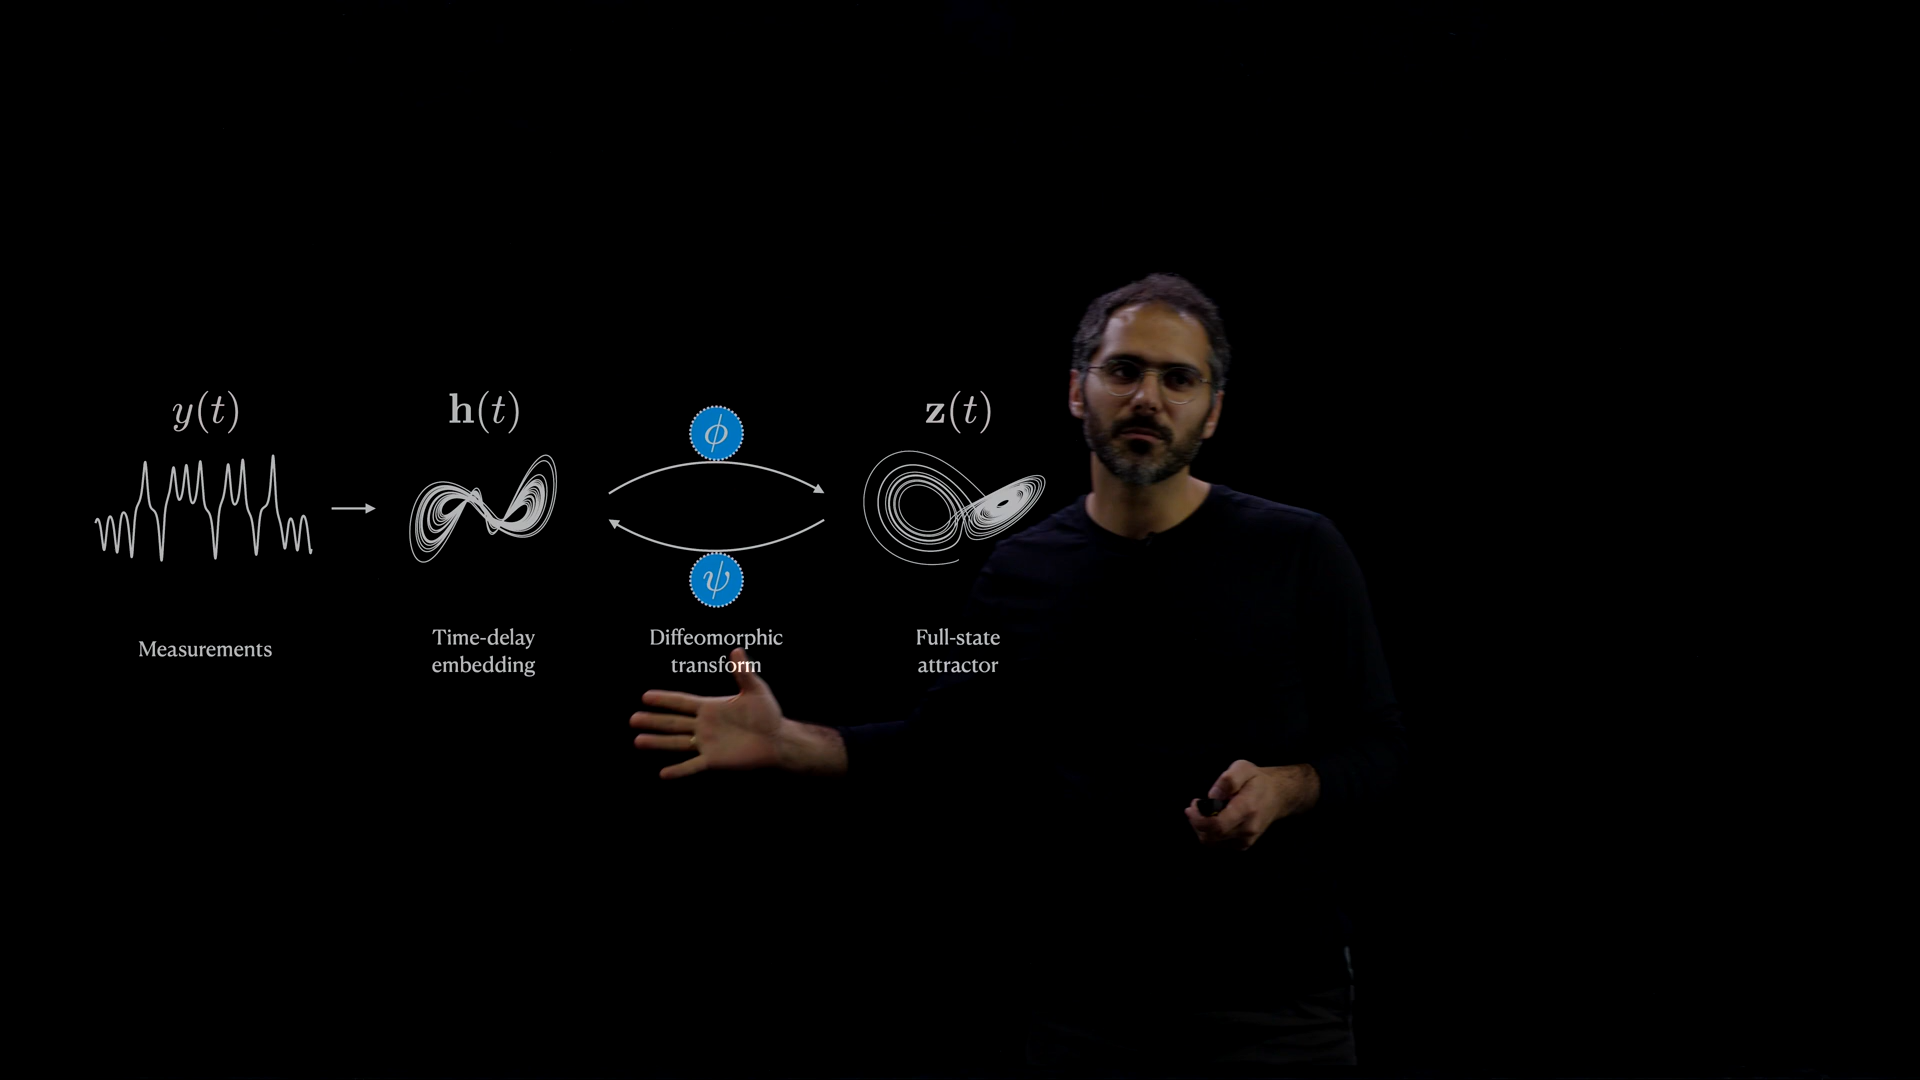 y(t)
h(t)
ϕ
z(t)
ψ
Measurements
Time-delay
embedding
Diffeomorphic
transform
Full-state
attractor